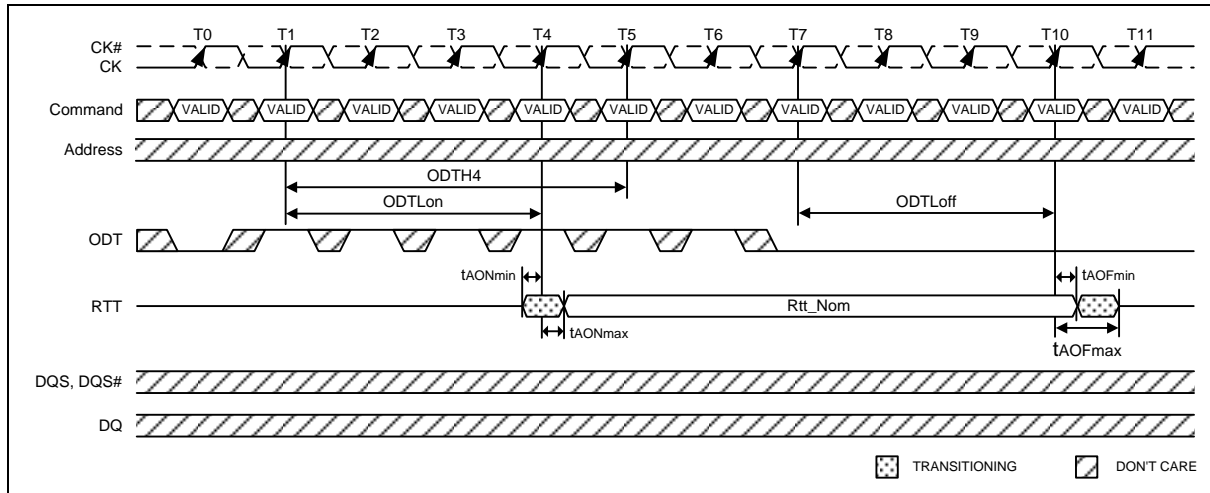 T0 T1 T2 T3 T4 T5 T6 T7 T8 T9 T10 T11
CK#
CK
Command VALID VALID VALID VALID VALID VALID VALID VALID VALID VALID VALID VALID
Address
ODTH4
ODTLon ODTLoff
ODT
tAONmin tAOFmin
RTT Rtt_Nom
tAONmax
tAOFmax
DQS, DQS#
DQ
TRANSITIONING DON'T CARE